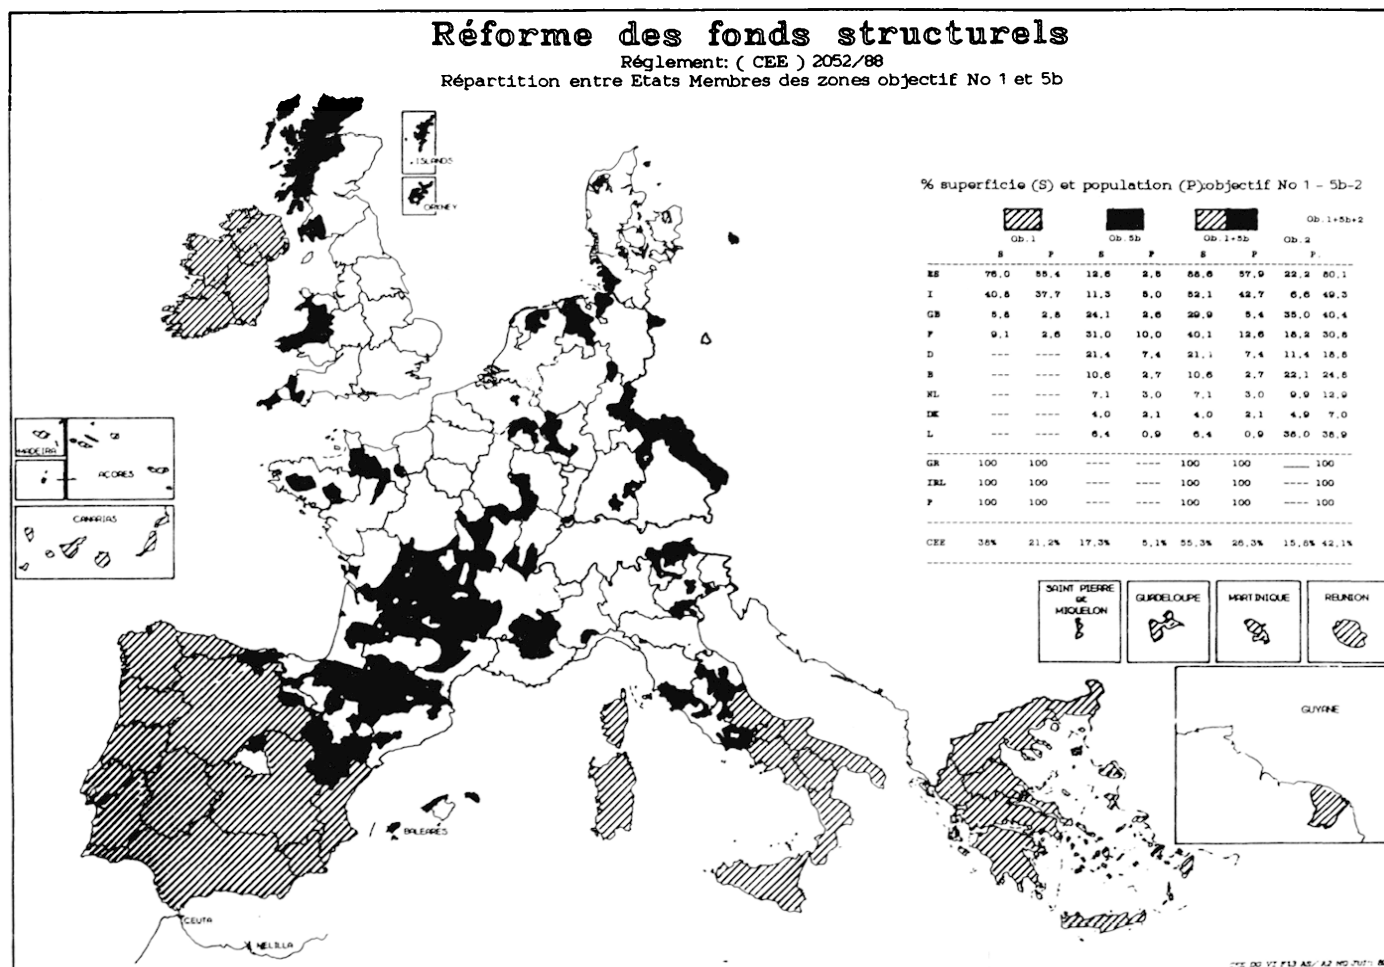 Réforme des fonds structurels
Réglement: ( CEE ) 2052/88
Répartition entre Etats Membres des zones objectif No 1 et 5b
ISLANDS
ORKNEY
% superficie (S) et population (P):objectif No 1 - 5b-2
Ob.1+5b+2
Ob.1 Ob.5b Ob.1+5b Ob.2
S P S P S P P.
ES 76,0 55,4 12,6 2,5 88,6 57,9 22,2 80,1
I 40,8 37,7 11,3 5,0 52,1 42,7 6,6 49,3
GB 5,8 2,8 24,1 2,6 29,9 5,4 35,0 40,4
F 9,1 2,6 31,0 10,0 40,1 12,6 18,2 30,8
D --- ---- 21,4 7,4 21,1 7,4 11,4 18,8
B --- ---- 10,6 2,7 10,6 2,7 22,1 24,8
NL --- ---- 7,1 3,0 7,1 3,0 9,9 12,9
DK --- ---- 4,0 2,1 4,0 2,1 4,9 7,0
L --- ---- 6,4 0,9 6,4 0,9 38,0 38,9
GR 100 100 ---- ---- 100 100 ---- 100
IRL 100 100 ---- ---- 100 100 ---- 100
P 100 100 ---- ---- 100 100 ---- 100
CEE 38% 21,2% 17,3% 5,1% 55,3% 26,3% 15,8% 42,1%
MADEIRA
ACORES
CANARIAS
SAINT PIERRE
et
MIQUELON
GUADELOUPE
MARTINIQUE
REUNION
GUYANE
BALEARES
CEUTA
MELILLA